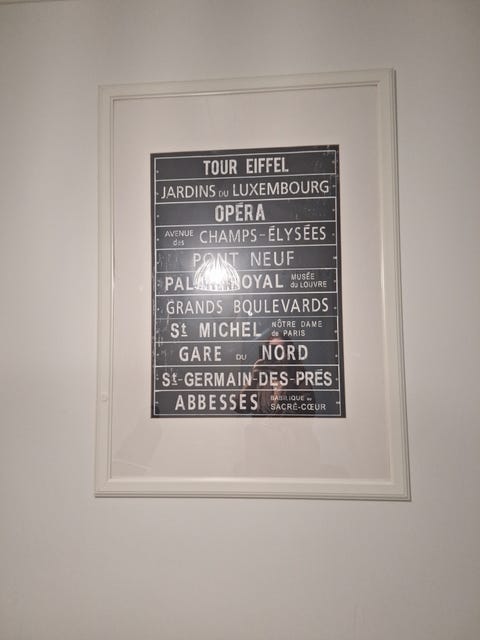 TOUR EIFFEL
JARDINS DU LUXEMBOURG
OPÉRA
AVENUE des CHAMPS-ÉLYSÉES
PONT NEUF
PALAIS ROYAL MUSÉE du LOUVRE
GRANDS BOULEVARDS
St MICHEL NÔTRE DAME de PARIS
GARE DU NORD
St-GERMAIN-DES-PRÉS
ABBESSES BASILIQUE du SACRÉ-CŒUR